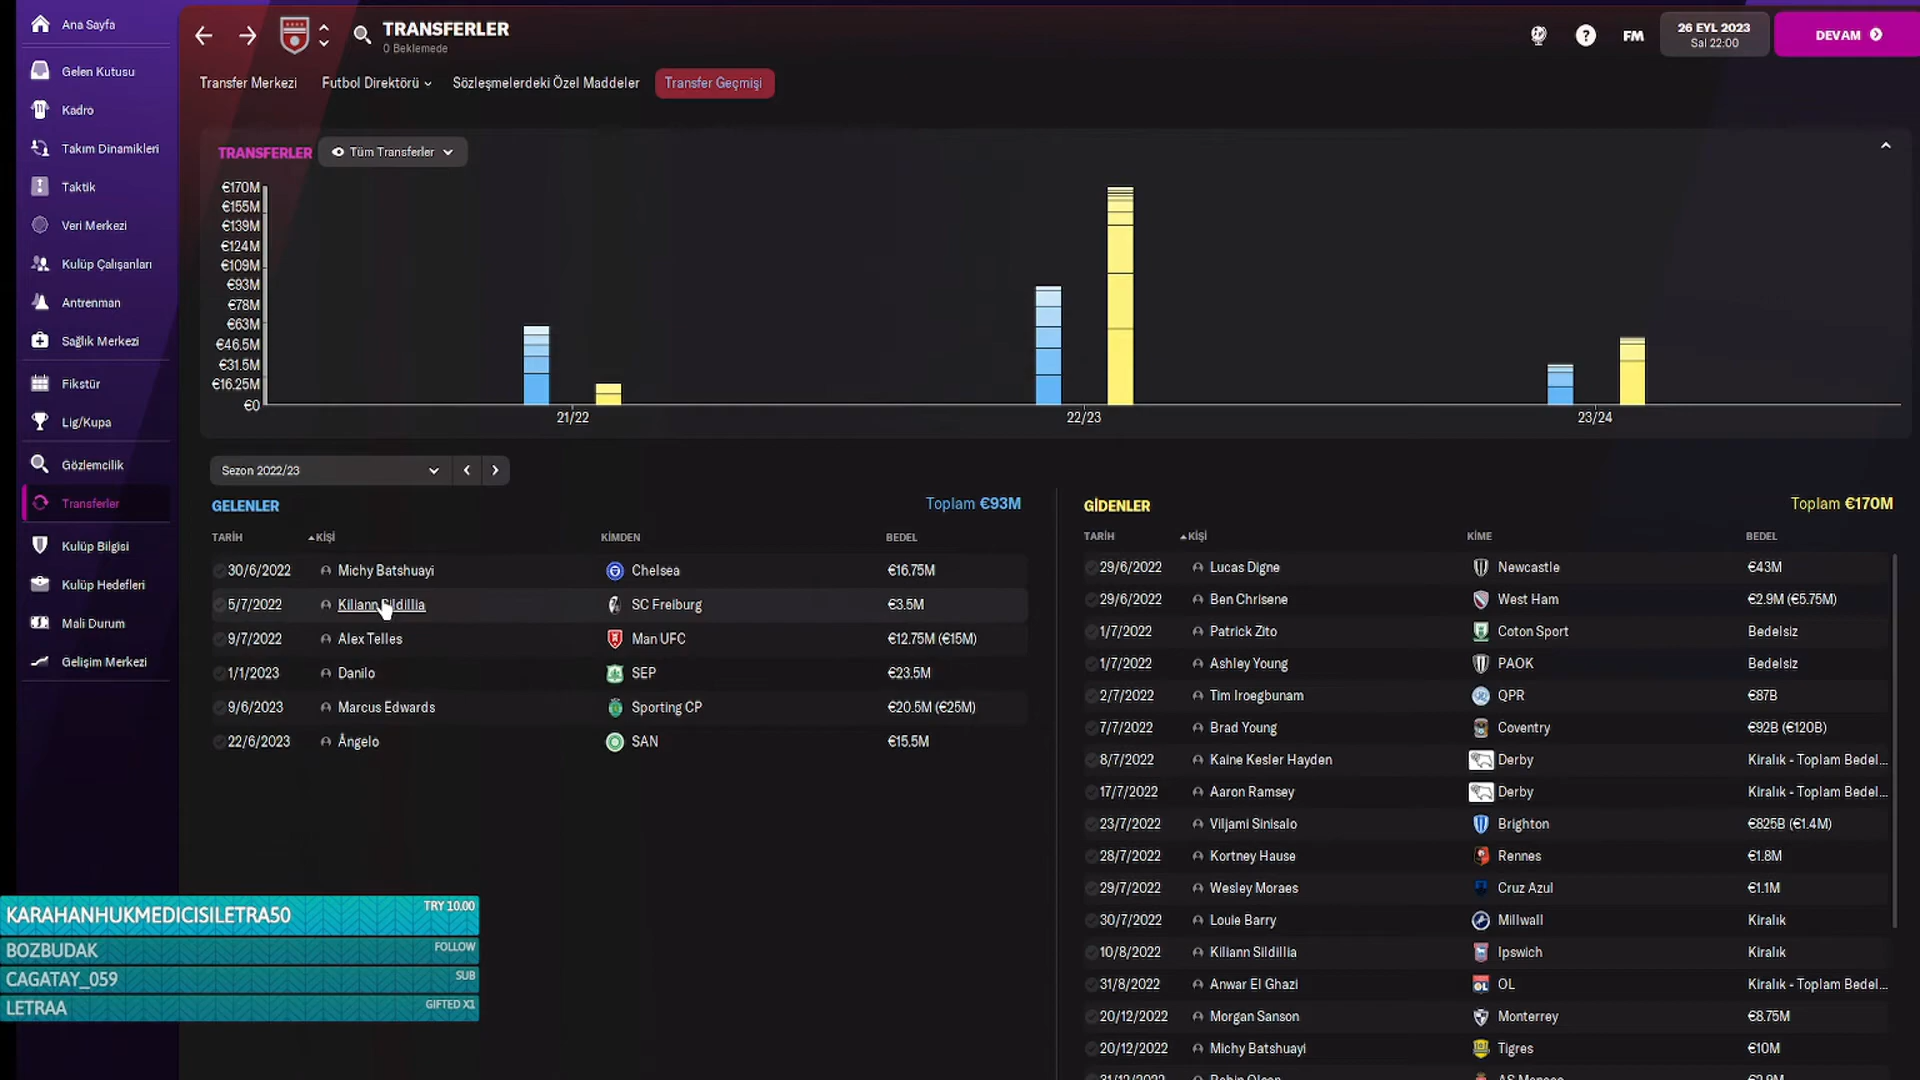 Ana Sayfa
Gelen Kutusu
Kadro
Takım Dinamikleri
Taktik
Veri Merkezi
Kulüp Çalışanları
Antrenman
Sağlık Merkezi
Fikstür
Lig/Kupa
Gözlemcilik
Transferler
Kulüp Bilgisi
Kulüp Hedefleri
Mali Durum
Gelişim Merkezi
TRANSFERLER
0 Beklemede
FM
26 EYL 2023
Sal 22:00
DEVAM
Transfer Merkezi Futbol Direktörü Sözleşmelerdeki Özel Maddeler Transfer Geçmişi
TRANSFERLER Tüm Transferler
€170M
€155M
€139M
€124M
€109M
€93M
€78M
€63M
€46.5M
€31.5M
€16.25M
€0
21/22 22/23 23/24
Sezon 2022/23
GELENLER Toplam €93M
TARİH KİŞİ KİMDEN BEDEL
30/6/2022 Michy Batshuayi Chelsea €16.75M
5/7/2022 Kiliann Sildillia SC Freiburg €3.5M
9/7/2022 Alex Telles Man UFC €12.75M (€15M)
1/1/2023 Danilo SEP €23.5M
9/6/2023 Marcus Edwards Sporting CP €20.5M (€25M)
22/6/2023 Ângelo SAN €15.5M
GİDENLER Toplam €170M
TARİH KİŞİ KİME BEDEL
29/6/2022 Lucas Digne Newcastle €43M
29/6/2022 Ben Chrisene West Ham €2.9M (€5.75M)
1/7/2022 Patrick Zito Coton Sport Bedelsiz
1/7/2022 Ashley Young PAOK Bedelsiz
2/7/2022 Tim Iroegbunam QPR €87B
7/7/2022 Brad Young Coventry €92B (€120B)
8/7/2022 Kaine Kesler Hayden Derby Kiralık - Toplam Bedel...
17/7/2022 Aaron Ramsey Derby Kiralık - Toplam Bedel...
23/7/2022 Viljami Sinisalo Brighton €825B (€1.4M)
28/7/2022 Kortney Hause Rennes €1.8M
29/7/2022 Wesley Moraes Cruz Azul €1.1M
30/7/2022 Louie Barry Millwall Kiralık
10/8/2022 Kiliann Sildillia Ipswich Kiralık
31/8/2022 Anwar El Ghazi OL Kiralık - Toplam Bedel...
20/12/2022 Morgan Sanson Monterrey €8.75M
20/12/2022 Michy Batshuayi Tigres €10M
KARAHANHUKMEDICISILETRA50 TRY 10.00
BOZBUDAK FOLLOW
CAGATAY_059 SUB
LETRAA GIFTED X1